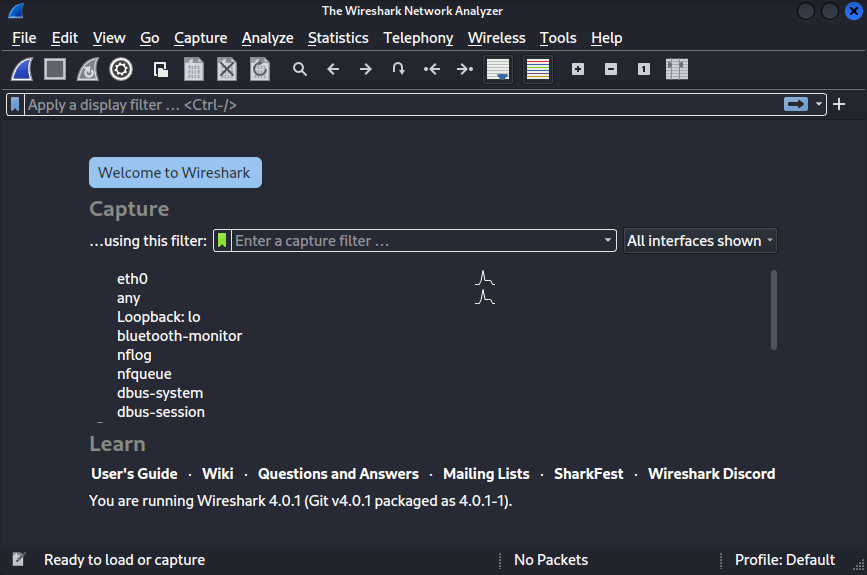 The Wireshark Network Analyzer
File Edit View Go Capture Analyze Statistics Telephony Wireless Tools Help
1
Apply a display filter … <Ctrl-/>
Welcome to Wireshark
Capture
…using this filter: Enter a capture filter … All interfaces shown
eth0
any
Loopback: lo
bluetooth-monitor
nflog
nfqueue
dbus-system
dbus-session
Learn
User's Guide · Wiki · Questions and Answers · Mailing Lists · SharkFest · Wireshark Discord
You are running Wireshark 4.0.1 (Git v4.0.1 packaged as 4.0.1-1).
Ready to load or capture No Packets Profile: Default